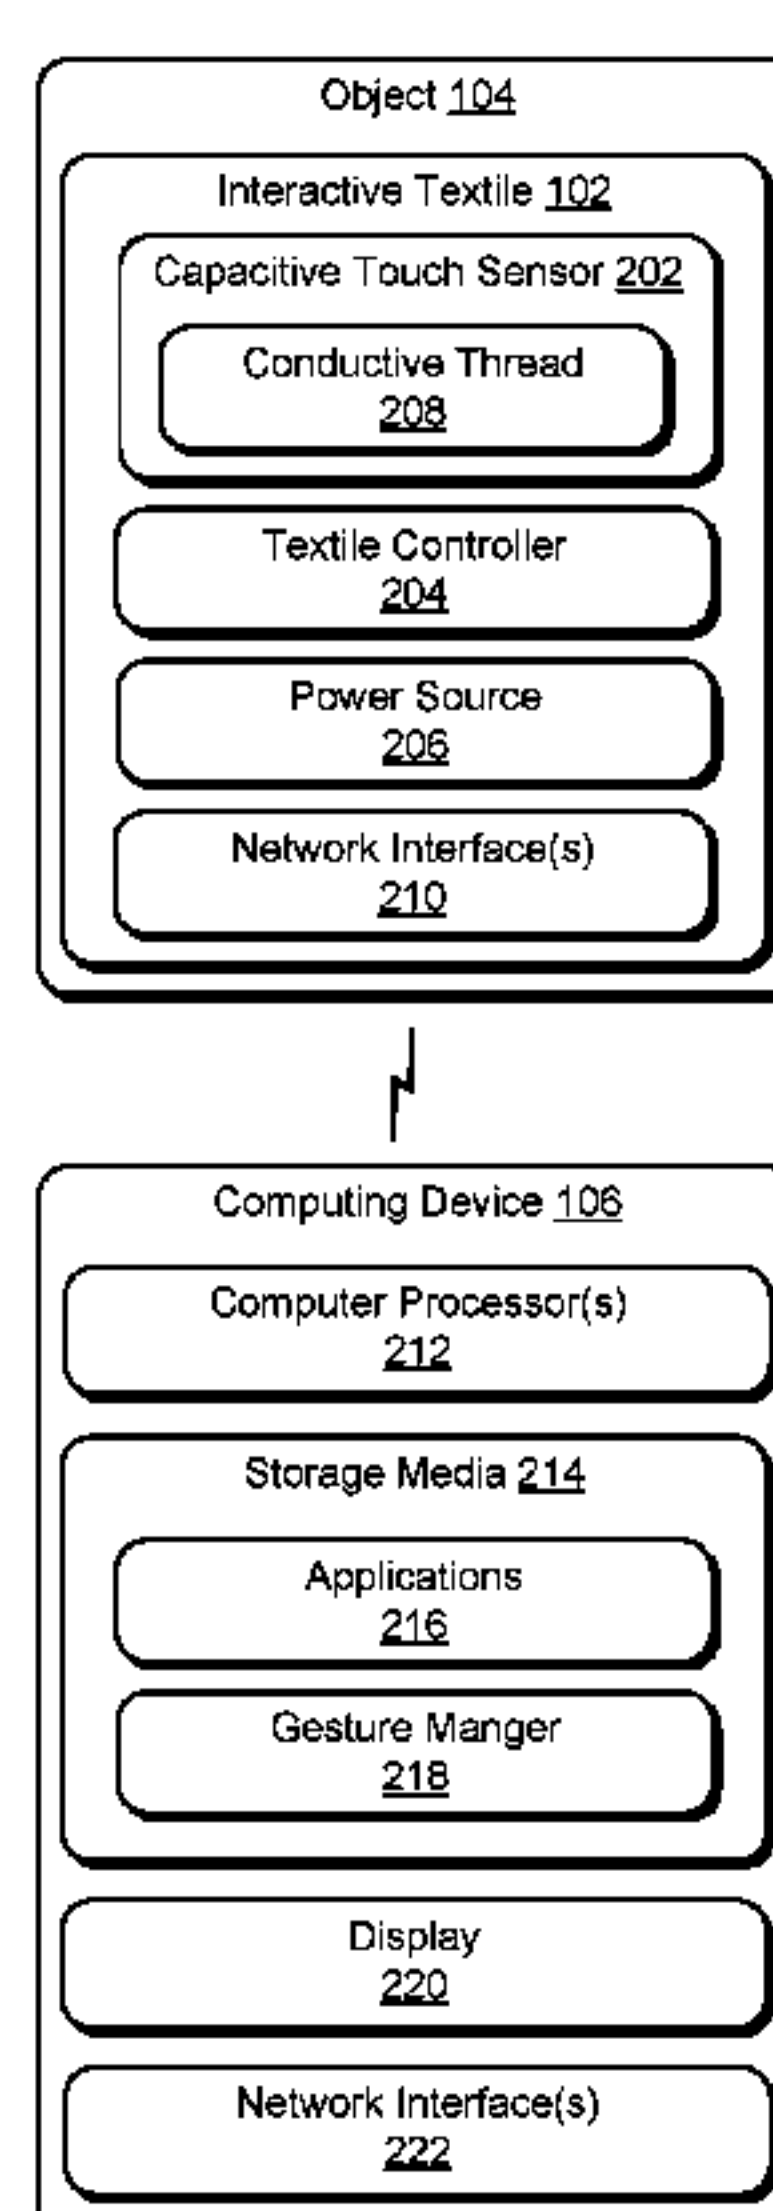 Object 104
Interactive Textile 102
Capacitive Touch Sensor 202
Conductive Thread
208
Textile Controller
204
Power Source
206
Network Interface(s)
210
Computing Device 106
Computer Processor(s)
212
Storage Media 214
Applications
216
Gesture Manger
218
Display
220
Network Interface(s)
222